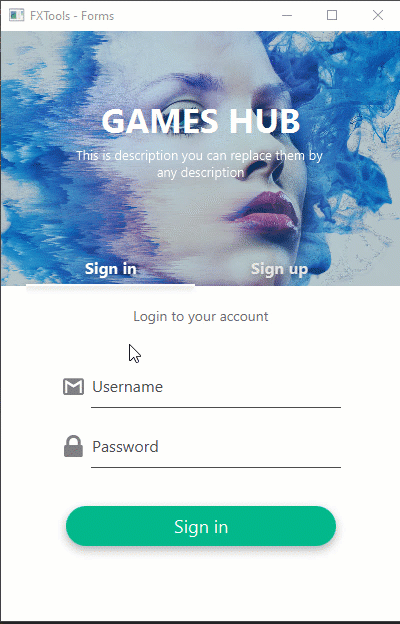 FXTools - Forms
GAMES HUB
This is description you can replace them by
any description
Sign in
Sign up
Login to your account
Username
Password
Sign in